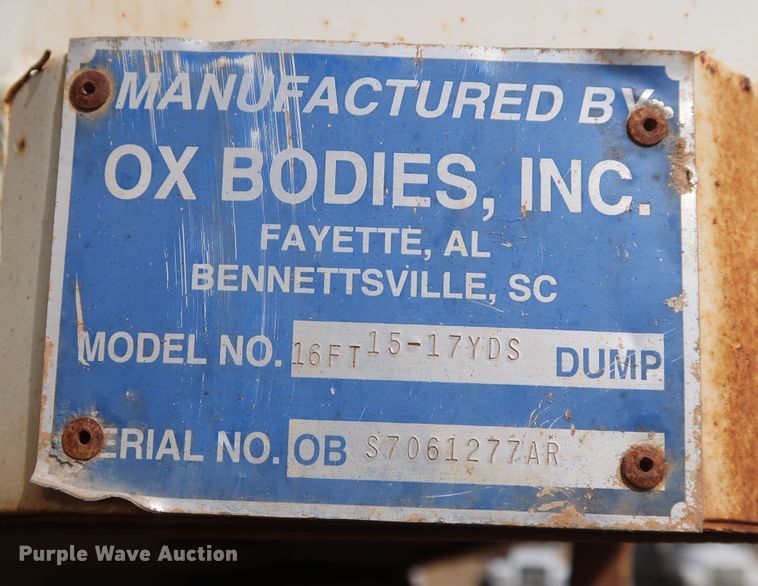 MANUFACTURED BY
OX BODIES, INC.
FAYETTE, AL
BENNETTSVILLE, SC
MODEL NO. 16FT 15-17YDS DUMP
ERIAL NO. OB S7061277AR
Purple Wave Auction